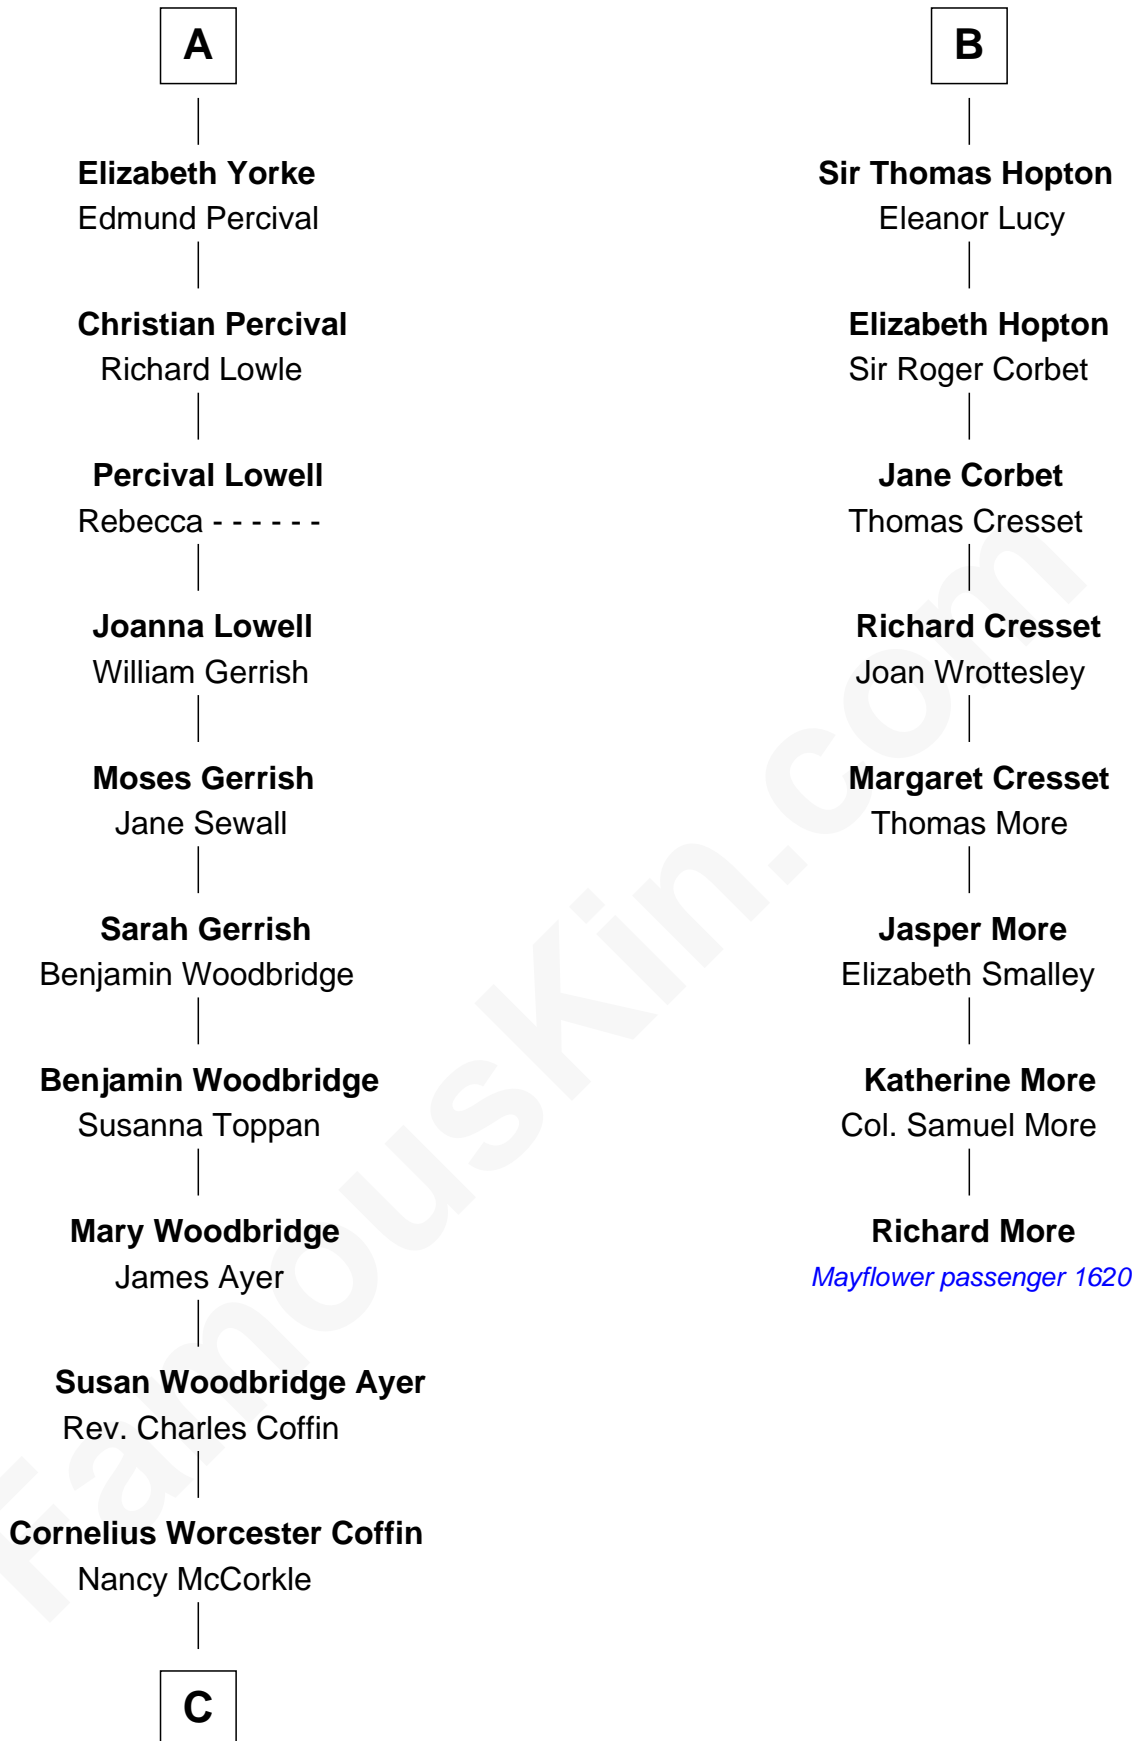 A
Elizabeth Yorke
Edmund Percival
Christian Percival
Richard Lowle
Percival Lowell
Rebecca - - - - - -
Joanna Lowell
William Gerrish
Moses Gerrish
Jane Sewall
Sarah Gerrish
Benjamin Woodbridge
Benjamin Woodbridge
Susanna Toppan
Mary Woodbridge
James Ayer
Susan Woodbridge Ayer
Rev. Charles Coffin
Cornelius Worcester Coffin
Nancy McCorkle
C
B
Sir Thomas Hopton
Eleanor Lucy
Elizabeth Hopton
Sir Roger Corbet
Jane Corbet
Thomas Cresset
Richard Cresset
Joan Wrottesley
Margaret Cresset
Thomas More
Jasper More
Elizabeth Smalley
Katherine More
Col. Samuel More
Richard More
Mayflower passenger 1620
FamousKin.com